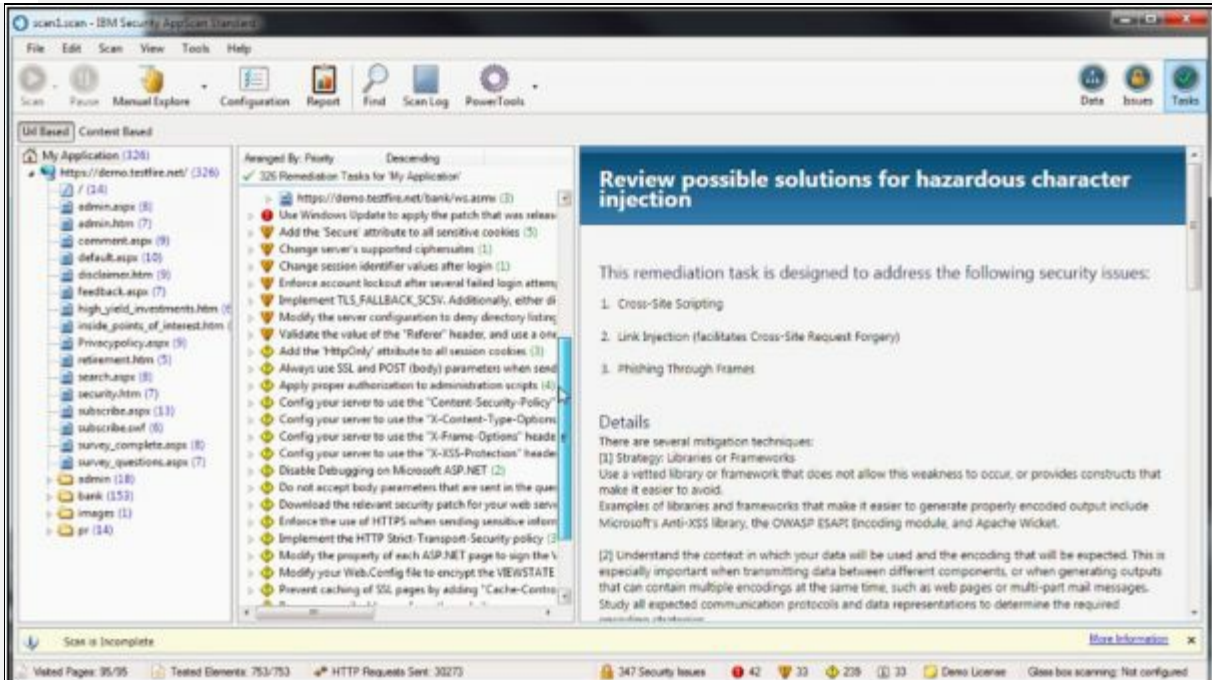 scan1.scan - IBM Security AppScan Standard
File Edit Scan View Tools Help
Scan Pause Manual Explore Configuration Report Find Scan Log PowerTools Data Issues Tasks
Url Based Content Based
My Application (326)
https://demo.testfire.net/ (326)
/ (14)
admin.aspx (8)
admin.htm (7)
comment.aspx (9)
default.aspx (10)
disclaimer.htm (9)
feedback.aspx (7)
high_yield_investments.htm (6
inside_points_of_interest.htm (
Privacypolicy.aspx (9)
retirement.htm (5)
search.aspx (8)
security.htm (7)
subscribe.aspx (13)
subscribe.swf (6)
survey_complete.aspx (8)
survey_questions.aspx (7)
admin (18)
bank (153)
images (1)
pr (14)
Arranged By: Priority Descending
326 Remediation Tasks for 'My Application'
https://demo.testfire.net/bank/ws.asmx (3)
Use Windows Update to apply the patch that was releas
Add the 'Secure' attribute to all sensitive cookies (5)
Change server's supported ciphersuites (1)
Change session identifier values after login (1)
Enforce account lockout after several failed login attemp
Implement TLS_FALLBACK_SCSV. Additionally, either di
Modify the server configuration to deny directory listing
Validate the value of the "Referer" header, and use a one
Add the 'HttpOnly' attribute to all session cookies (3)
Always use SSL and POST (body) parameters when send
Apply proper authorization to administration scripts (4)
Config your server to use the "Content-Security-Policy"
Config your server to use the "X-Content-Type-Options
Config your server to use the "X-Frame-Options" heade
Config your server to use the "X-XSS-Protection" header
Disable Debugging on Microsoft ASP.NET (2)
Do not accept body parameters that are sent in the quer
Download the relevant security patch for your web serve
Enforce the use of HTTPS when sending sensitive inform
Implement the HTTP Strict-Transport-Security policy (3
Modify the property of each ASP.NET page to sign the V
Modify your Web.Config file to encrypt the VIEWSTATE
Prevent caching of SSL pages by adding "Cache-Contro
Review possible solutions for hazardous character
injection
This remediation task is designed to address the following security issues:
1. Cross-Site Scripting
2. Link Injection (facilitates Cross-Site Request Forgery)
3. Phishing Through Frames
Details
There are several mitigation techniques:
[1] Strategy: Libraries or Frameworks
Use a vetted library or framework that does not allow this weakness to occur, or provides constructs that
make it easier to avoid.
Examples of libraries and frameworks that make it easier to generate properly encoded output include
Microsoft's Anti-XSS library, the OWASP ESAPI Encoding module, and Apache Wicket.
[2] Understand the context in which your data will be used and the encoding that will be expected. This is
especially important when transmitting data between different components, or when generating outputs
that can contain multiple encodings at the same time, such as web pages or multi-part mail messages.
Study all expected communication protocols and data representations to determine the required
encoding strategies.
Scan is Incomplete More Information
Visited Pages: 95/95 Tested Elements: 753/753 HTTP Requests Sent: 30273 347 Security Issues 42 33 239 33 Demo License Glass box scanning: Not configured